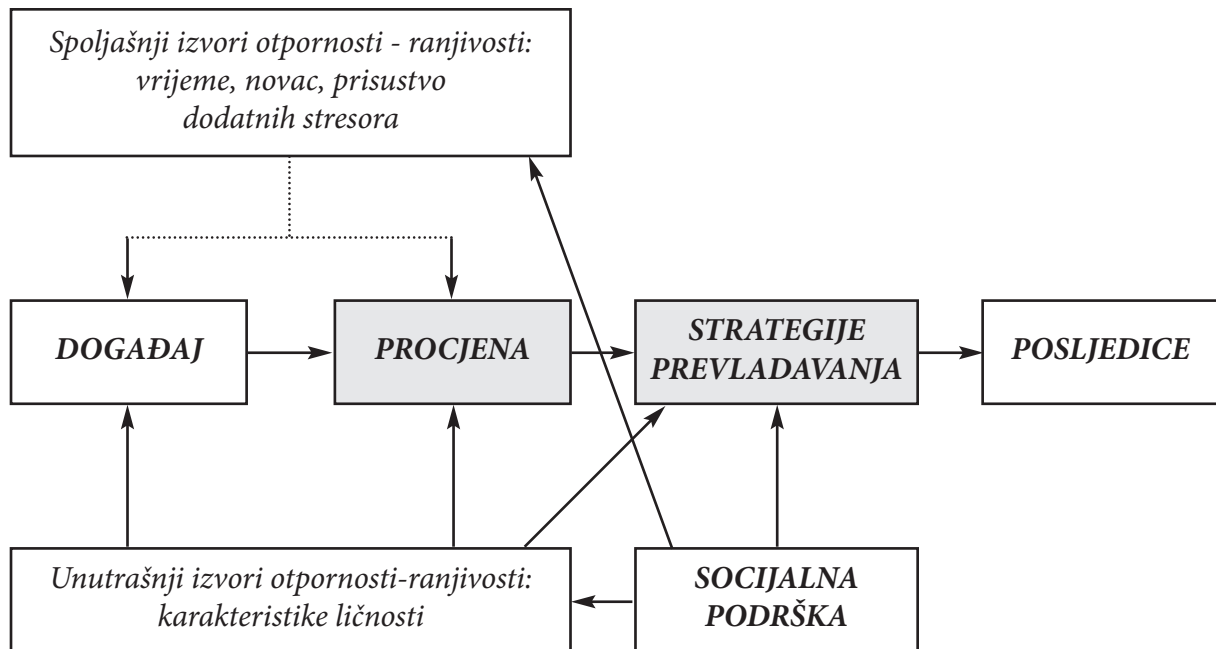 Spoljašnji izvori otpornosti - ranjivosti:
vrijeme, novac, prisustvo
dodatnih stresora
DOGAĐAJ
PROCJENA
STRATEGIJE
PREVLADAVANJA
POSLJEDICE
Unutrašnji izvori otpornosti-ranjivosti:
karakteristike ličnosti
SOCIJALNA
PODRŠKA